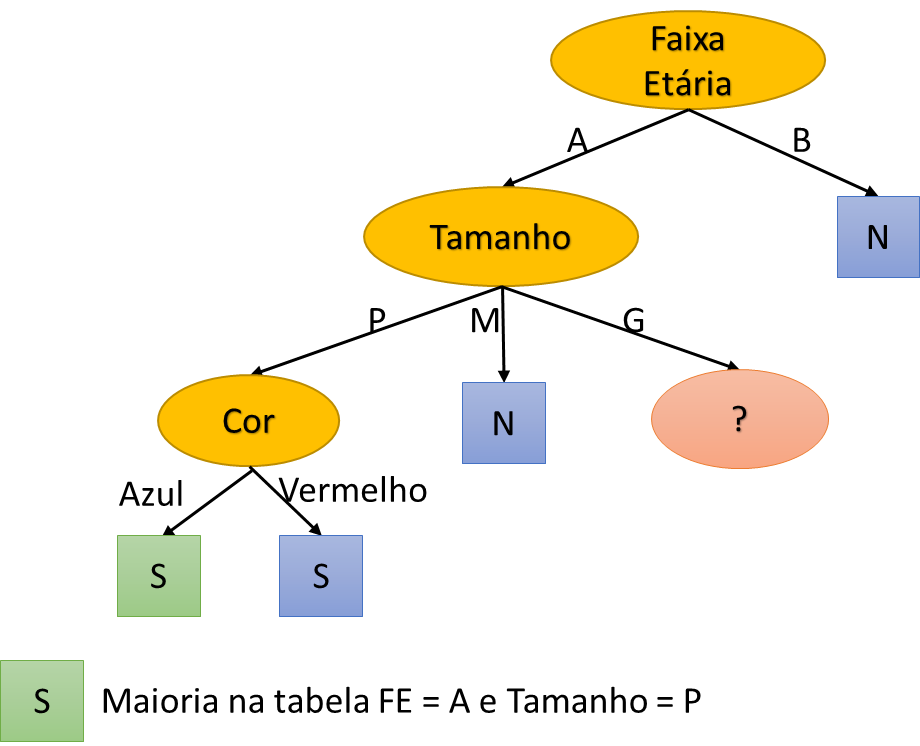 Faixa
Etária
A
B
Tamanho
N
P
M
G
Cor
N
?
Azul
Vermelho
S
S
S
Maioria na tabela FE = A e Tamanho = P